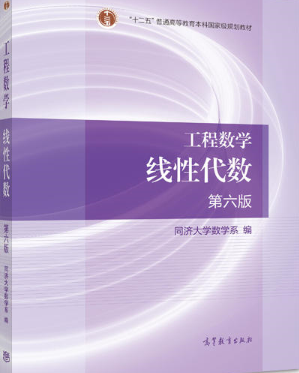 "十二五"普通高等教育本科国家级规划教材
工程数学
线性代数
第六版
同济大学数学系 编
高等教育出版社
工程数学
线性代数
第六版
同济大学数学系 编